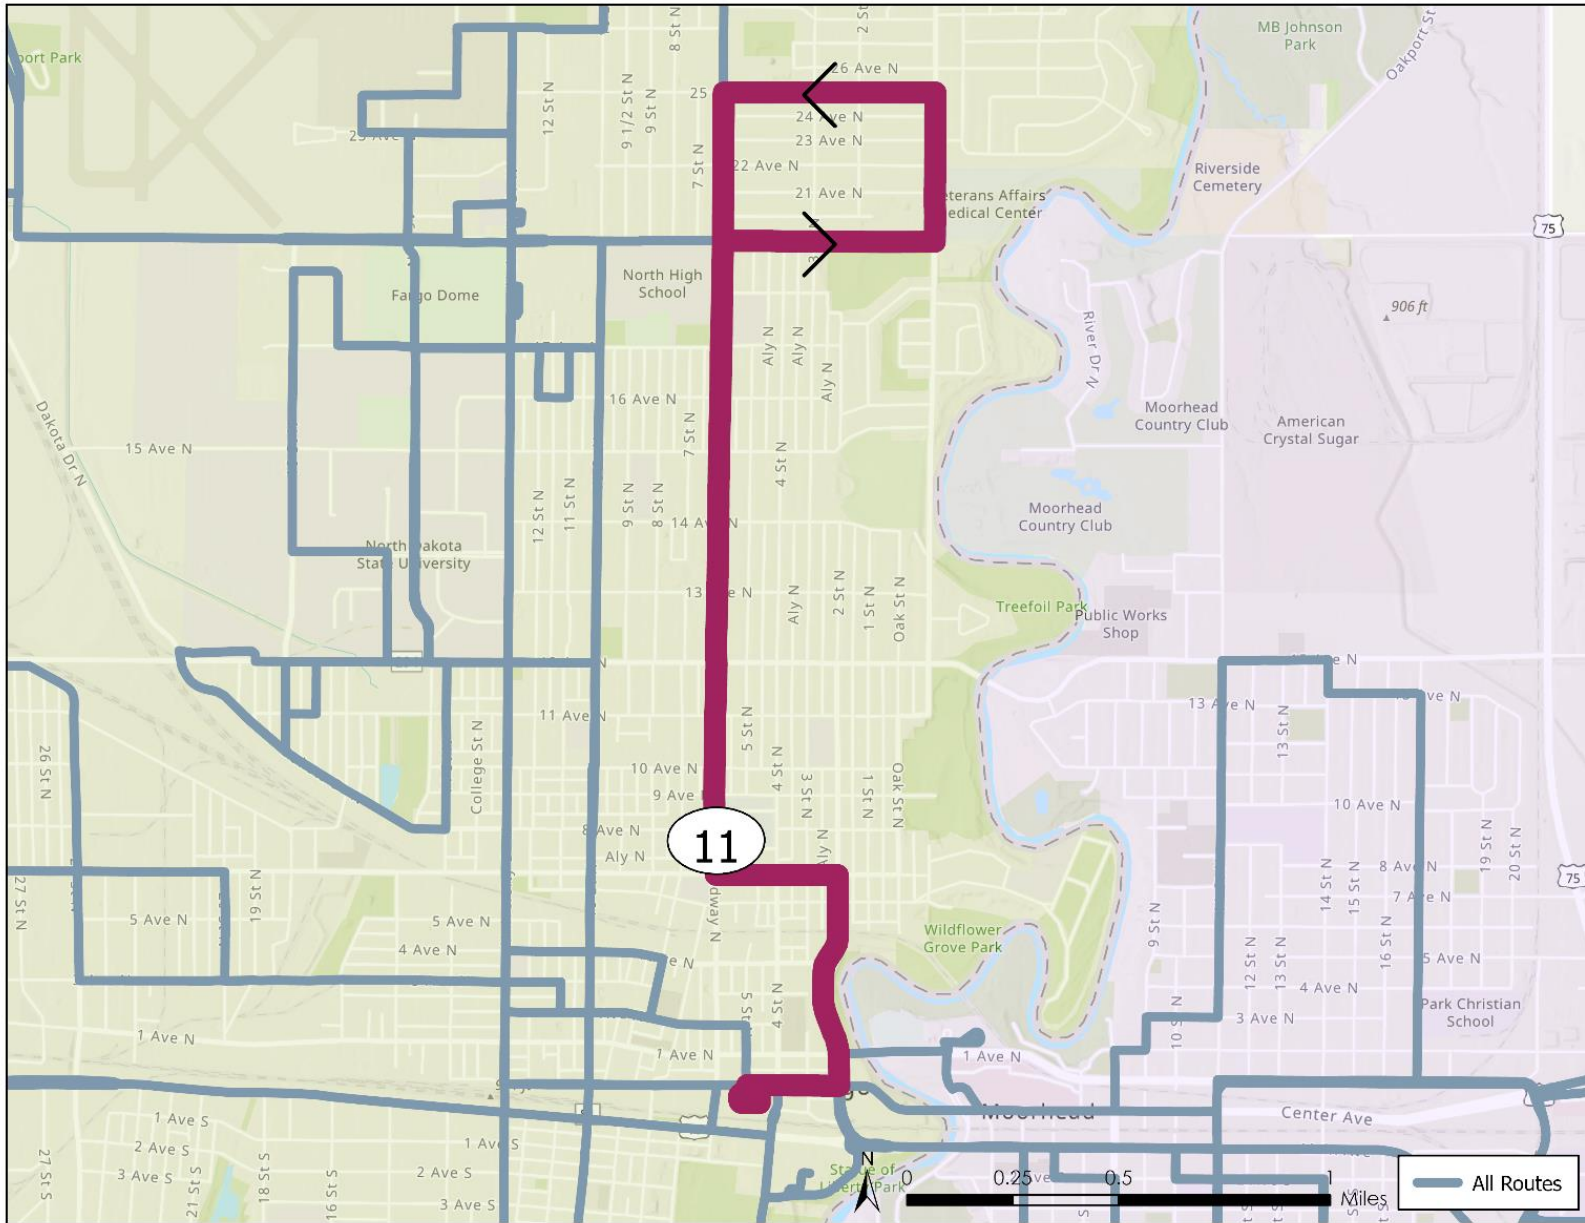 MB Johnson
Park
Oakport St
8 St N
2 St
port Park
26 Ave N
25
24 Ave N
23 Ave N
22 Ave N
21 Ave N
12 St N
9 1/2 St N
9 St N
7 St N
Riverside
Cemetery
Veterans Affairs
Medical Center
75
North High
School
Fargo Dome
906 ft
River Dr N
Aly N
Aly N
Aly N
16 Ave N
Dakota Dr N
15 Ave N
7 St N
4 St N
Moorhead
Country Club
American
Crystal Sugar
12 St N
11 St N
9 St N
8 St N
14 Ave N
Moorhead
Country Club
North Dakota
State University
13 Ave N
Aly N
2 St N
1 St N
Oak St N
Treefoil Park
Public Works
Shop
11 Ave N
5 St N
13 Ave N
13 St N
26 St N
College St N
10 Ave N
4 St N
3 St N
1 St N
Oak St N
9 Ave N
10 Ave N
8 Ave N
Aly N
Aly N
11
19 St N
20 St N
8 Ave N
7 Ave N
75
14 St N
15 St N
16 St N
27 St N
19 St N
5 Ave N
5 Ave N
4 Ave N
dway N
Wildflower
Grove Park
9 St N
12 St N
13 St N
5 Ave N
4 Ave N
3 Ave N
10 St N
Park Christian
School
5 St N
4 St N
1 Ave N
1 Ave N
1 Ave N
Moorhead
Center Ave
1 Ave S
2 Ave S
3 Ave S
1 Ave S
2 Ave S
3 Ave S
27 St S
21 St S
18 St S
16 St S
Statue of
Liberty Park
N
0 0.25 0.5 1
Miles
All Routes